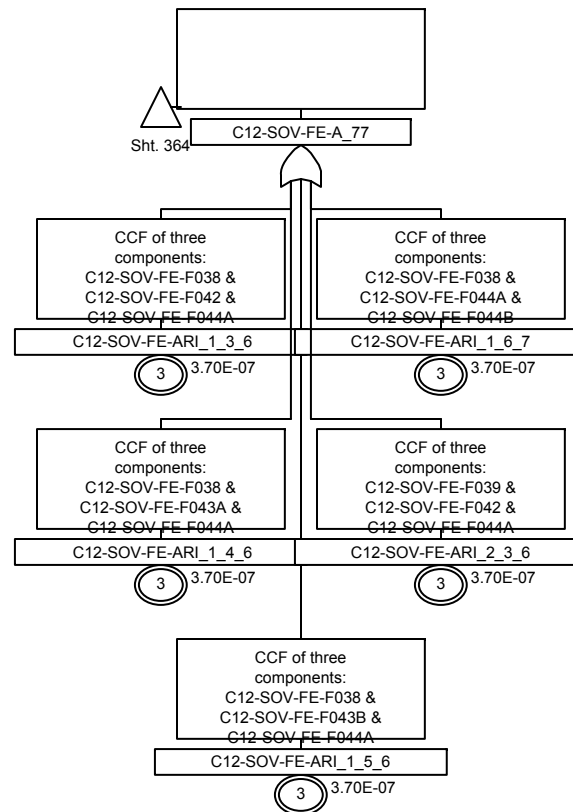 C12-SOV-FE-A_77
Sht. 364
CCF of three
components:
C12-SOV-FE-F038 &
C12-SOV-FE-F042 &
C12-SOV-FE-F044A
C12-SOV-FE-ARI_1_3_6
3
3.70E-07
CCF of three
components:
C12-SOV-FE-F038 &
C12-SOV-FE-F044A &
C12-SOV-FE-F044B
C12-SOV-FE-ARI_1_6_7
3
3.70E-07
CCF of three
components:
C12-SOV-FE-F038 &
C12-SOV-FE-F043A &
C12-SOV-FE-F044A
C12-SOV-FE-ARI_1_4_6
3
3.70E-07
CCF of three
components:
C12-SOV-FE-F039 &
C12-SOV-FE-F042 &
C12-SOV-FE-F044A
C12-SOV-FE-ARI_2_3_6
3
3.70E-07
CCF of three
components:
C12-SOV-FE-F038 &
C12-SOV-FE-F043B &
C12-SOV-FE-F044A
C12-SOV-FE-ARI_1_5_6
3
3.70E-07